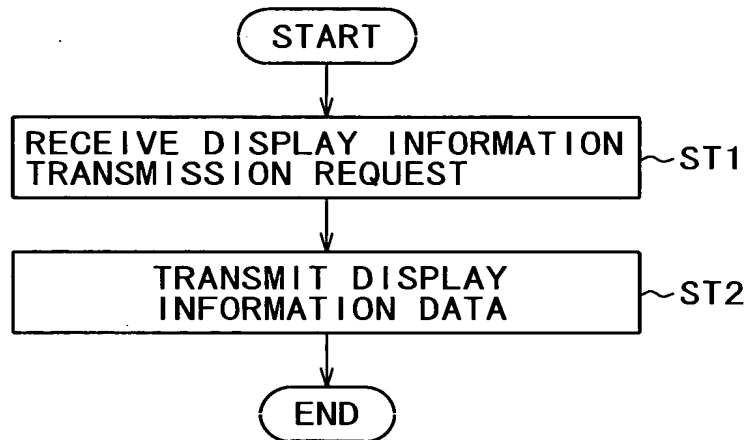 START
RECEIVE DISPLAY INFORMATION
TRANSMISSION REQUEST
ST1
TRANSMIT DISPLAY
INFORMATION DATA
ST2
END